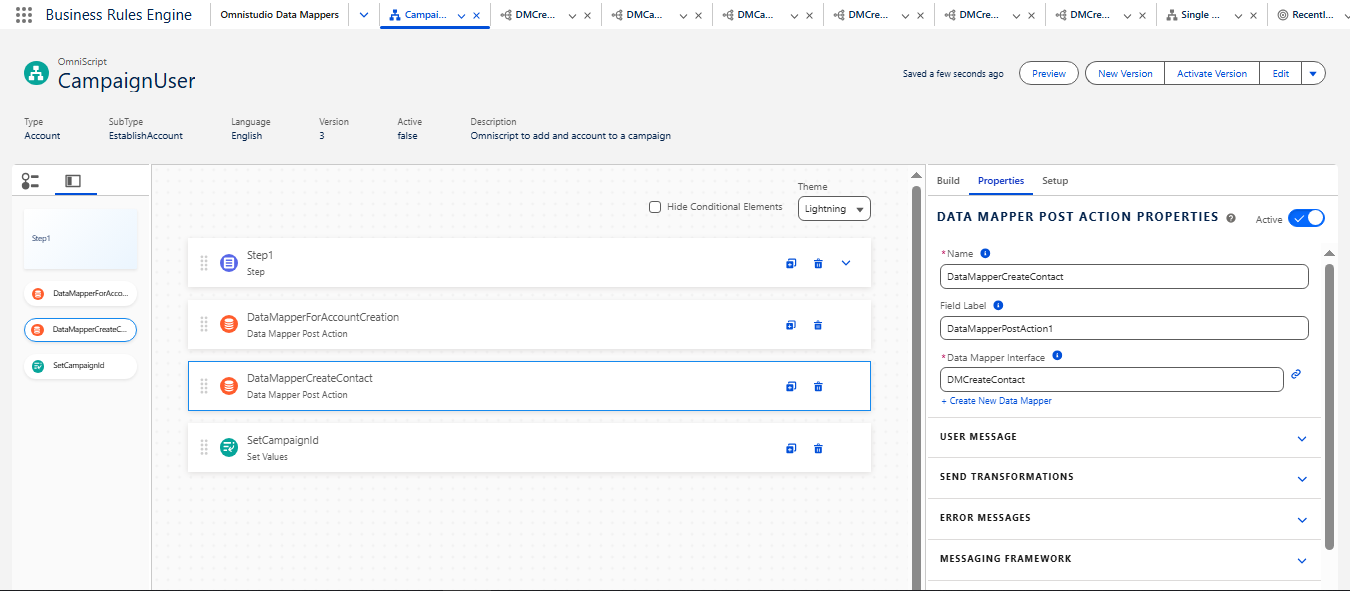 Business Rules Engine
Omnistudio Data Mappers
Campai...
DMCre...
DMCa...
DMCa...
DMCre...
DMCre...
DMCre...
Single ...
Recentl...
OmniScript
CampaignUser
Saved a few seconds ago
Preview
New Version
Activate Version
Edit
Type
SubType
Language
Version
Active
Description
Account
EstablishAccount
English
3
false
Omniscript to add and account to a campaign
Step1
DataMapperForAcco...
DataMapperCreateC...
SetCampaignId
Hide Conditional Elements
Theme
Lightning
Step1
Step
DataMapperForAccountCreation
Data Mapper Post Action
DataMapperCreateContact
Data Mapper Post Action
SetCampaignId
Set Values
Build
Properties
Setup
DATA MAPPER POST ACTION PROPERTIES
Active
*Name
DataMapperCreateContact
Field Label
DataMapperPostAction1
*Data Mapper Interface
DMCreateContact
+ Create New Data Mapper
USER MESSAGE
SEND TRANSFORMATIONS
ERROR MESSAGES
MESSAGING FRAMEWORK